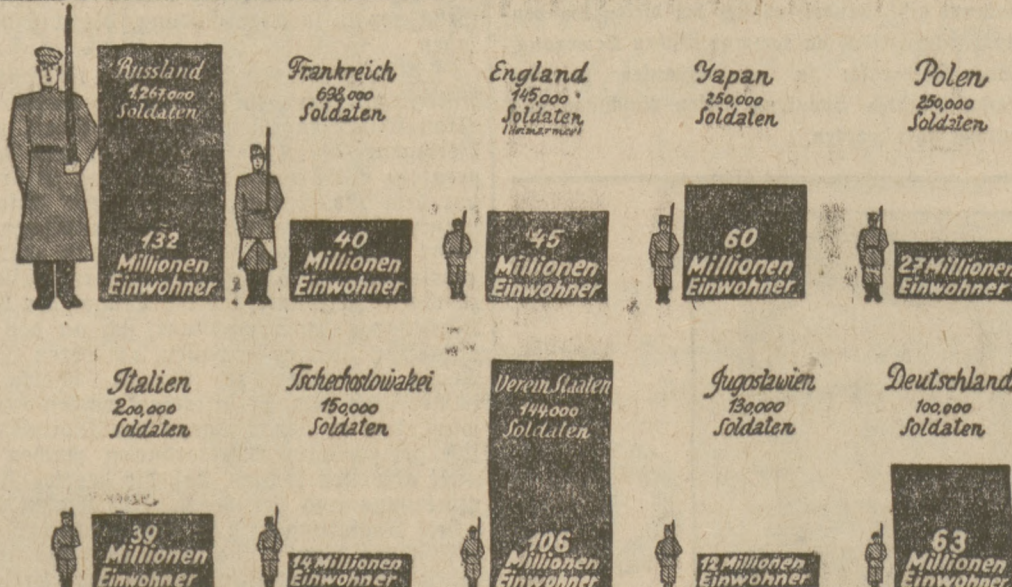 Russland
1,267,000
Soldaten
132
Millionen
Einwohner
Frankreich
698,000
Soldaten
40
Millionen
Einwohner
England
145,000
Soldaten
(Heimarmee)
45
Millionen
Einwohner
Yapan
250,000
Soldaten
60
Millionen
Einwohner
Polen
250,000
Soldaten
27 Millionen
Einwohner
Italien
200,000
Soldaten
39
Millionen
Einwohner
Tschechoslowakei
150,000
Soldaten
14 Millionen
Einwohner
Verein. Staaten
144,000
Soldaten
106
Millionen
Einwohner
Jugoslawien
130,000
Soldaten
12 Millionen
Einwohner
Deutschland
100,000
Soldaten
63
Millionen
Einwohner